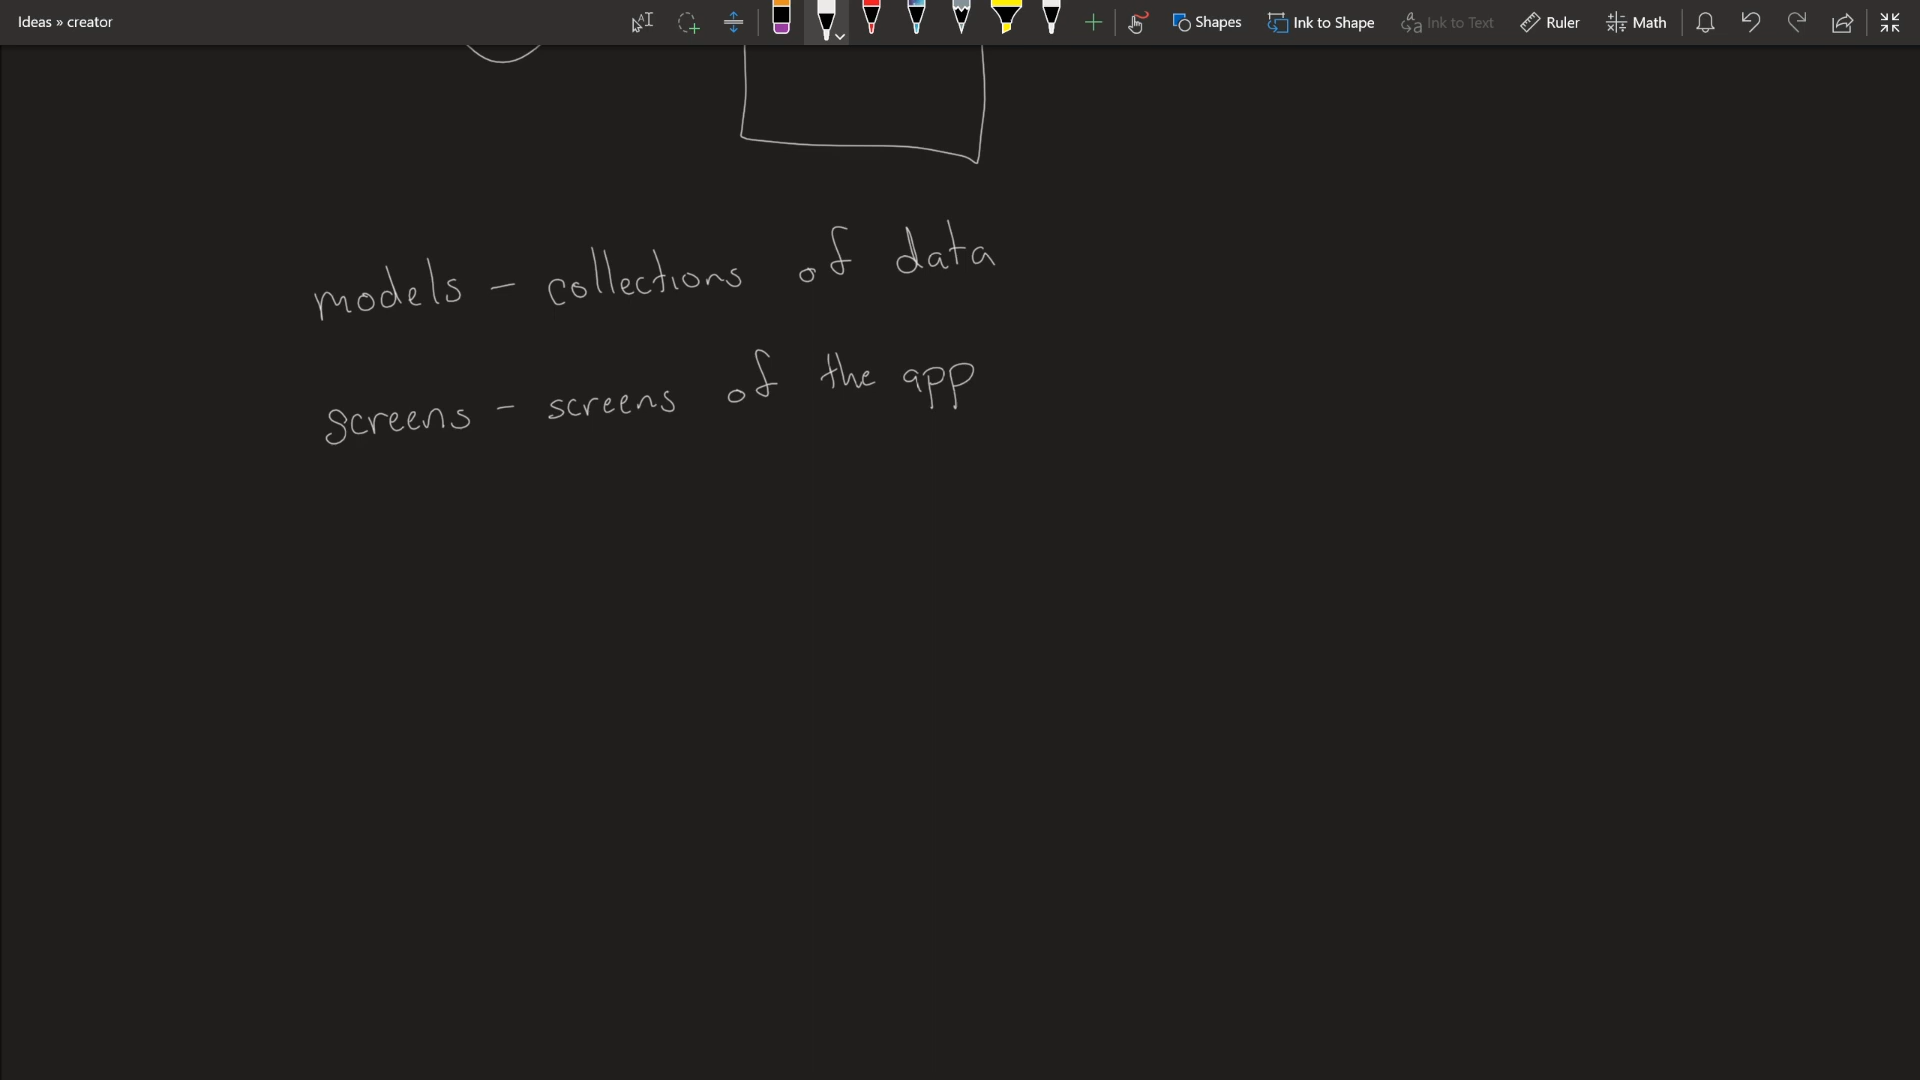 Ideas » creator
Shapes
Ink to Shape
Ink to Text
Ruler
Math
models - collections of data
screens - screens of the app